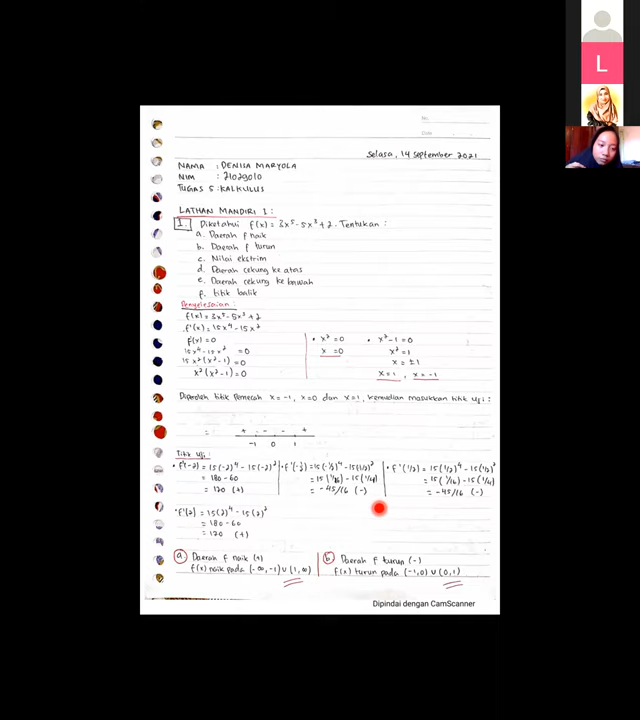 L
No.
Date
Selasa, 14 September 2021
NAMA : DENISA MARYOLA
NIM : 21029010
TUGAS 5 : KALKULUS
LATHAN MANDIRI 1 :
1. Diketahui f(x) = 3x⁵ - 5x³ + 2. Tentukan :
a. Daerah f naik
b. Daerah f turun
c. Nilai ekstrim
d. Daerah cekung ke atas
e. Daerah cekung ke bawah
f. titik balik
Penyelesaian :
f(x) = 3x⁵ - 5x³ + 2
f'(x) = 15x⁴ - 15x²
f'(x) = 0
15x⁴ - 15x² = 0
15x² (x² - 1) = 0
x² (x² - 1) = 0
• x² = 0
x = 0
• x² - 1 = 0
x² = 1
x = ±1
x = 1 , x = -1
Diperoleh titik pemecah x = -1, x = 0 dan x = 1, kemudian masukkan titik uji :
=
+ - - +
-1 0 1
Titik Uji :
• f'(-2) = 15(-2)⁴ - 15(-2)²
= 180 - 60
= 120 (+)
• f'(-½) = 15(-½)⁴ - 15(1/2)²
= 15(1/16) - 15(1/4)
= -45/16 (-)
• f'(1/2) = 15(1/2)⁴ - 15(1/2)²
= 15(1/16) - 15(1/4)
= -45/16 (-)
• f'(2) = 15(2)⁴ - 15(2)²
= 180 - 60
= 120 (+)
a Daerah f naik (+)
f(x) naik pada (-∞, -1) ∪ (1, ∞)
b. Daerah f turun (-)
f(x) turun pada (-1, 0) ∪ (0, 1)
Dipindai dengan CamScanner